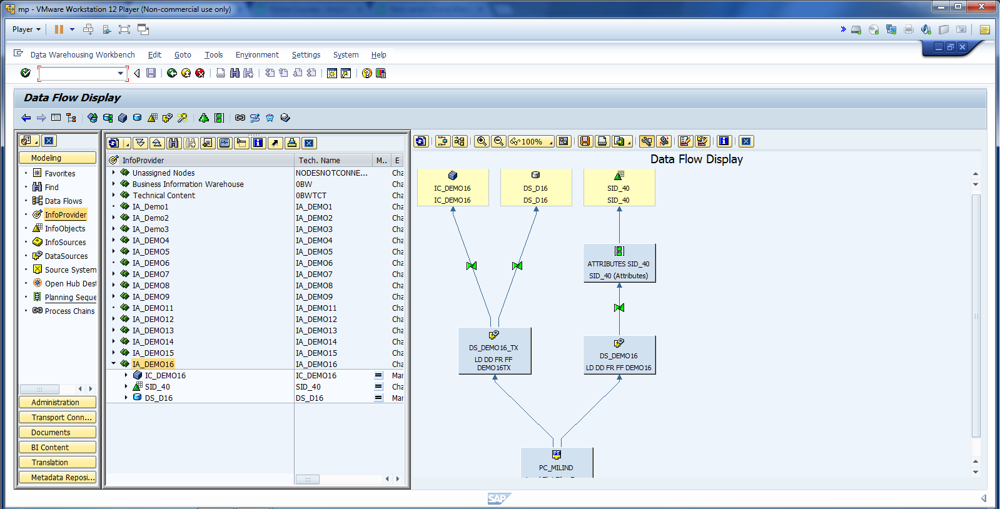 mp - VMware Workstation 12 Player (Non-commercial use only)
Player
Data Warehousing Workbench Edit Goto Tools Environment Settings System Help
Data Flow Display
100%
Modeling
Favorites
Find
Data Flows
InfoProvider
InfoObjects
InfoSources
DataSources
Source System
Open Hub Dest
Planning Seque
Process Chains
Administration
Transport Conn...
Documents
BI Content
Translation
Metadata Reposi...
InfoProvider Tech. Name M.. E
Unassigned Nodes NODESNOTCONNE... Cha
Business Information Warehouse 0BW Cha
Technical Content 0BWTCT Cha
IA_Demo1 IA_DEMO1 Cha
IA_Demo2 IA_DEMO2 Cha
IA_Demo3 IA_DEMO3 Cha
IA_DEMO4 IA_DEMO4 Cha
IA_DEMO5 IA_DEMO5 Cha
IA_DEMO6 IA_DEMO6 Cha
IA_DEMO7 IA_DEMO7 Cha
IA_DEMO8 IA_DEMO8 Cha
IA_DEMO9 IA_DEMO9 Cha
IA_DEMO11 IA_DEMO11 Cha
IA_DEMO12 IA_DEMO12 Cha
IA_DEMO13 IA_DEMO13 Cha
IA_DEMO14 IA_DEMO14 Cha
IA_DEMO15 IA_DEMO15 Cha
IA_DEMO16 IA_DEMO16 Cha
IC_DEMO16 IC_DEMO16 = Mar
SID_40 SID_40 = Cha
DS_D16 DS_D16 = Mar
Data Flow Display
IC_DEMO16
IC_DEMO16
DS_D16
DS_D16
SID_40
SID_40
ATTRIBUTES SID_40
SID_40 (Attributes)
DS_DEMO16_TX
LD DD FR FF
DEMO16TX
DS_DEMO16
LD DD FR FF DEMO16
PC_MILIND
SAP